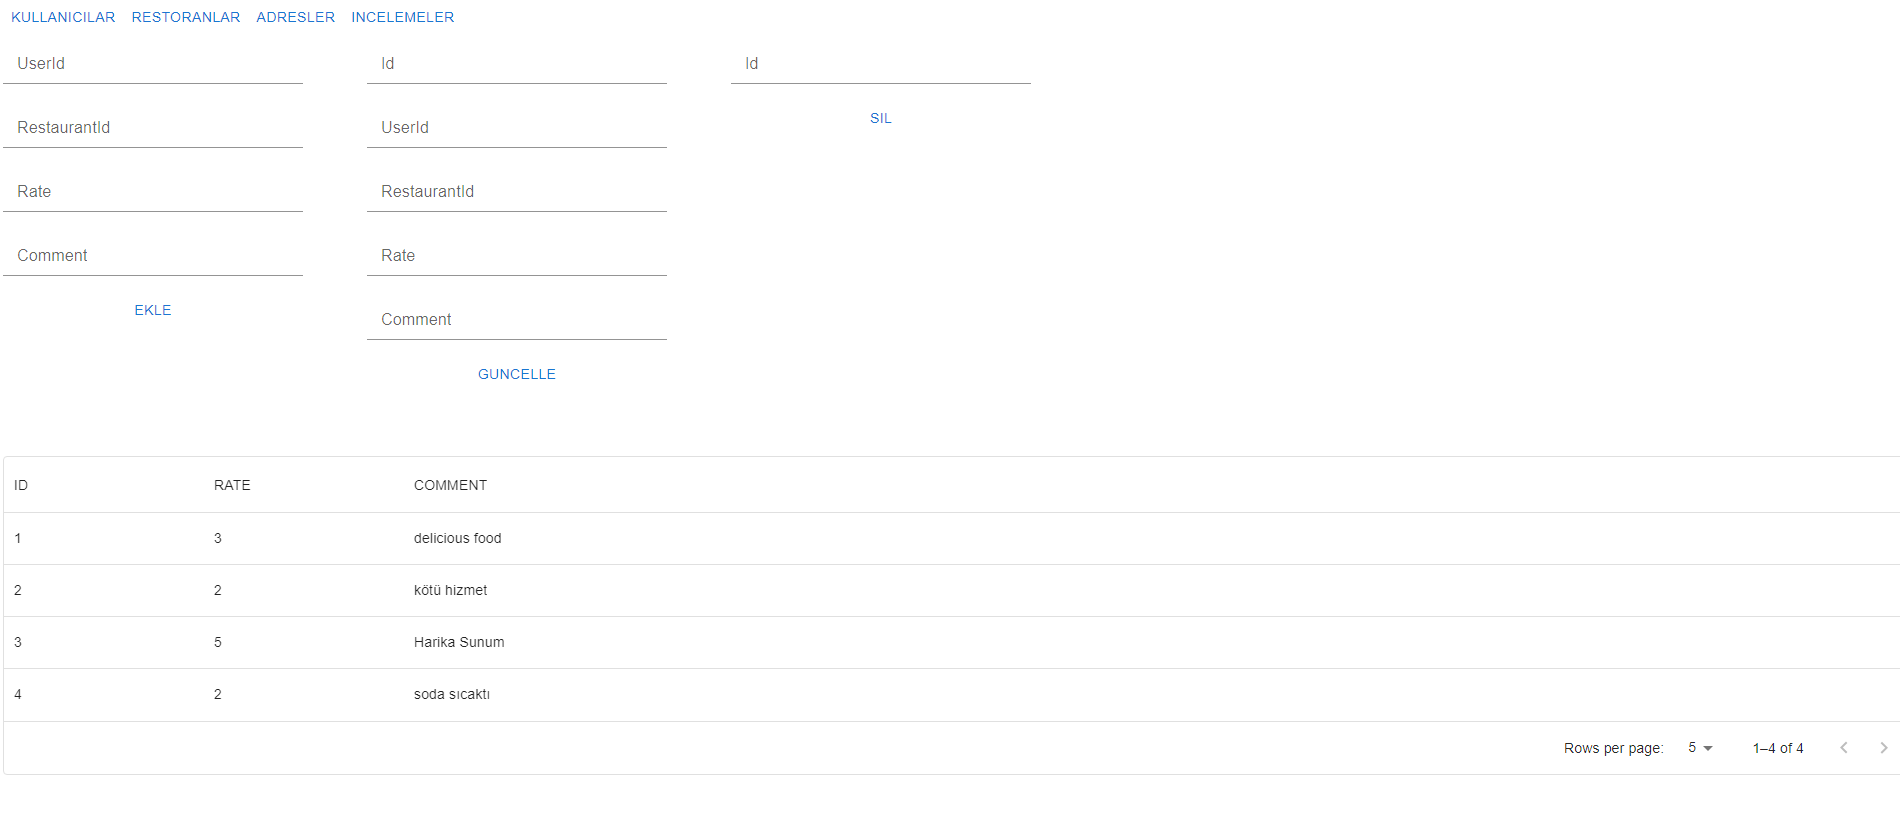 KULLANICILAR RESTORANLAR ADRESLER INCELEMELER
UserId
RestaurantId
Rate
Comment
EKLE
Id
UserId
RestaurantId
Rate
Comment
GUNCELLE
Id
SIL
ID RATE COMMENT
1 3 delicious food
2 2 kötü hizmet
3 5 Harika Sunum
4 2 soda sıcaktı
Rows per page: 5 1–4 of 4